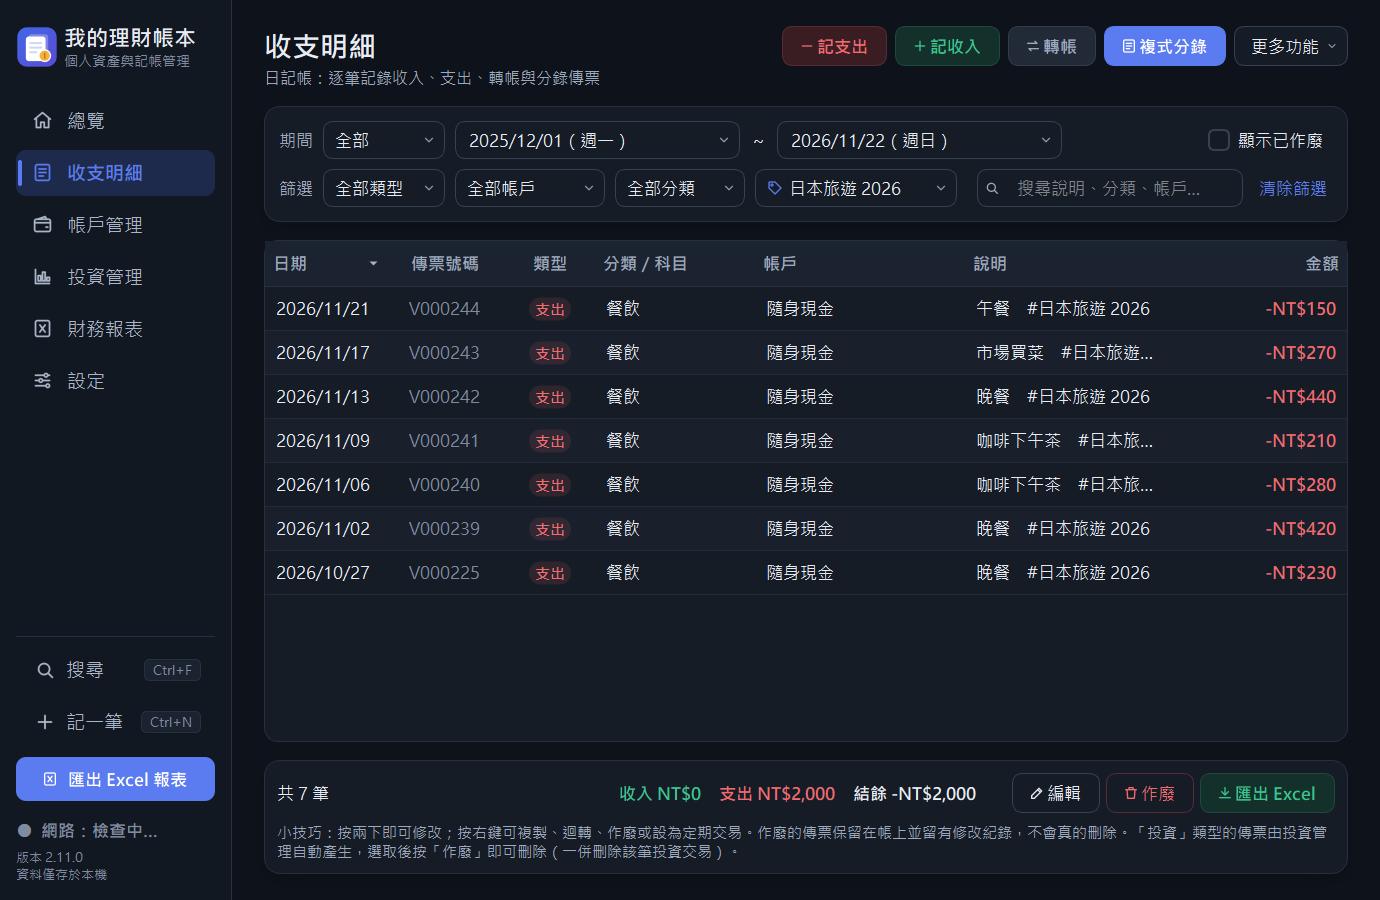 我的理財帳本
個人資產與記帳管理
總覽
收支明細
帳戶管理
投資管理
財務報表
設定
搜尋 Ctrl+F
記一筆 Ctrl+N
匯出 Excel 報表
網路：檢查中...
版本 2.11.0
資料僅存於本機
收支明細
日記帳：逐筆記錄收入、支出、轉帳與分錄傳票
記支出 記收入 轉帳 複式分錄 更多功能
期間 全部 2025/12/01 ( 週一 ) ~ 2026/11/22 ( 週日 ) 顯示已作廢
篩選 全部類型 全部帳戶 全部分類 日本旅遊 2026 搜尋說明、分類、帳戶... 清除篩選
日期 傳票號碼 類型 分類 / 科目 帳戶 說明 金額
2026/11/21 V000244 支出 餐飲 隨身現金 午餐 #日本旅遊 2026 -NT$150
2026/11/17 V000243 支出 餐飲 隨身現金 市場買菜 #日本旅遊... -NT$270
2026/11/13 V000242 支出 餐飲 隨身現金 晚餐 #日本旅遊 2026 -NT$440
2026/11/09 V000241 支出 餐飲 隨身現金 咖啡下午茶 #日本旅... -NT$210
2026/11/06 V000240 支出 餐飲 隨身現金 咖啡下午茶 #日本旅... -NT$280
2026/11/02 V000239 支出 餐飲 隨身現金 晚餐 #日本旅遊 2026 -NT$420
2026/10/27 V000225 支出 餐飲 隨身現金 晚餐 #日本旅遊 2026 -NT$230
共 7 筆 收入 NT$0 支出 NT$2,000 結餘 -NT$2,000 編輯 作廢 匯出 Excel
小技巧：按兩下即可修改；按右鍵可複製、迴轉、作廢或設為定期交易。作廢的傳票保留在帳上並留有修改紀錄，不會真的刪除。「投資」類型的傳票由投資管
理自動產生，選取後按「作廢」即可刪除（一併刪除該筆投資交易）。